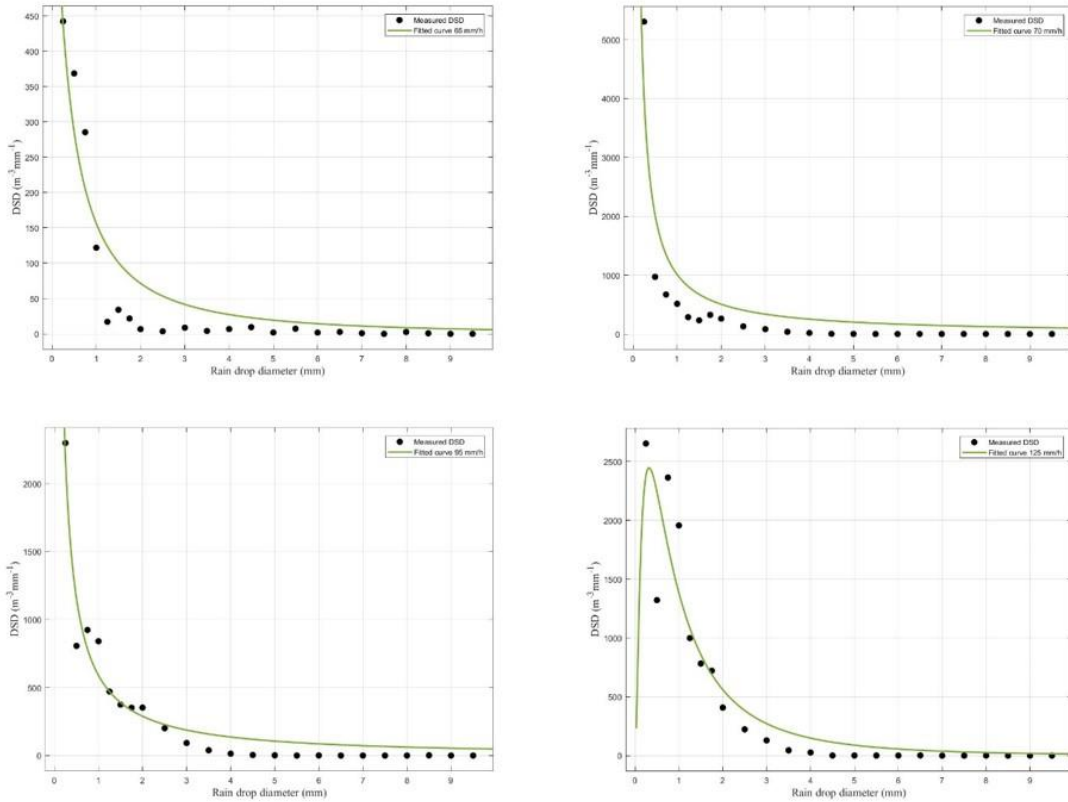 Measured DSD
Fitted curve 66 mm/h
450
400
350
300
250
200
150
100
50
0
DSD (m-3mm-1)
0 1 2 3 4 5 6 7 8 9
Rain drop diameter (mm)
Measured DSD
Fitted curve 70 mm/h
6000
5000
4000
3000
2000
1000
0
DSD (m-3mm-1)
0 1 2 3 4 5 6 7 8 9
Rain drop diameter (mm)
Measured DSD
Fitted curve 95 mm/h
2000
1500
1000
500
0
DSD (m-3mm-1)
0 1 2 3 4 5 6 7 8 9
Rain drop diameter (mm)
Measured DSD
Fitted curve 125 mm/h
2500
2000
1500
1000
500
0
DSD (m-3mm-1)
0 1 2 3 4 5 6 7 8 9
Rain drop diameter (mm)